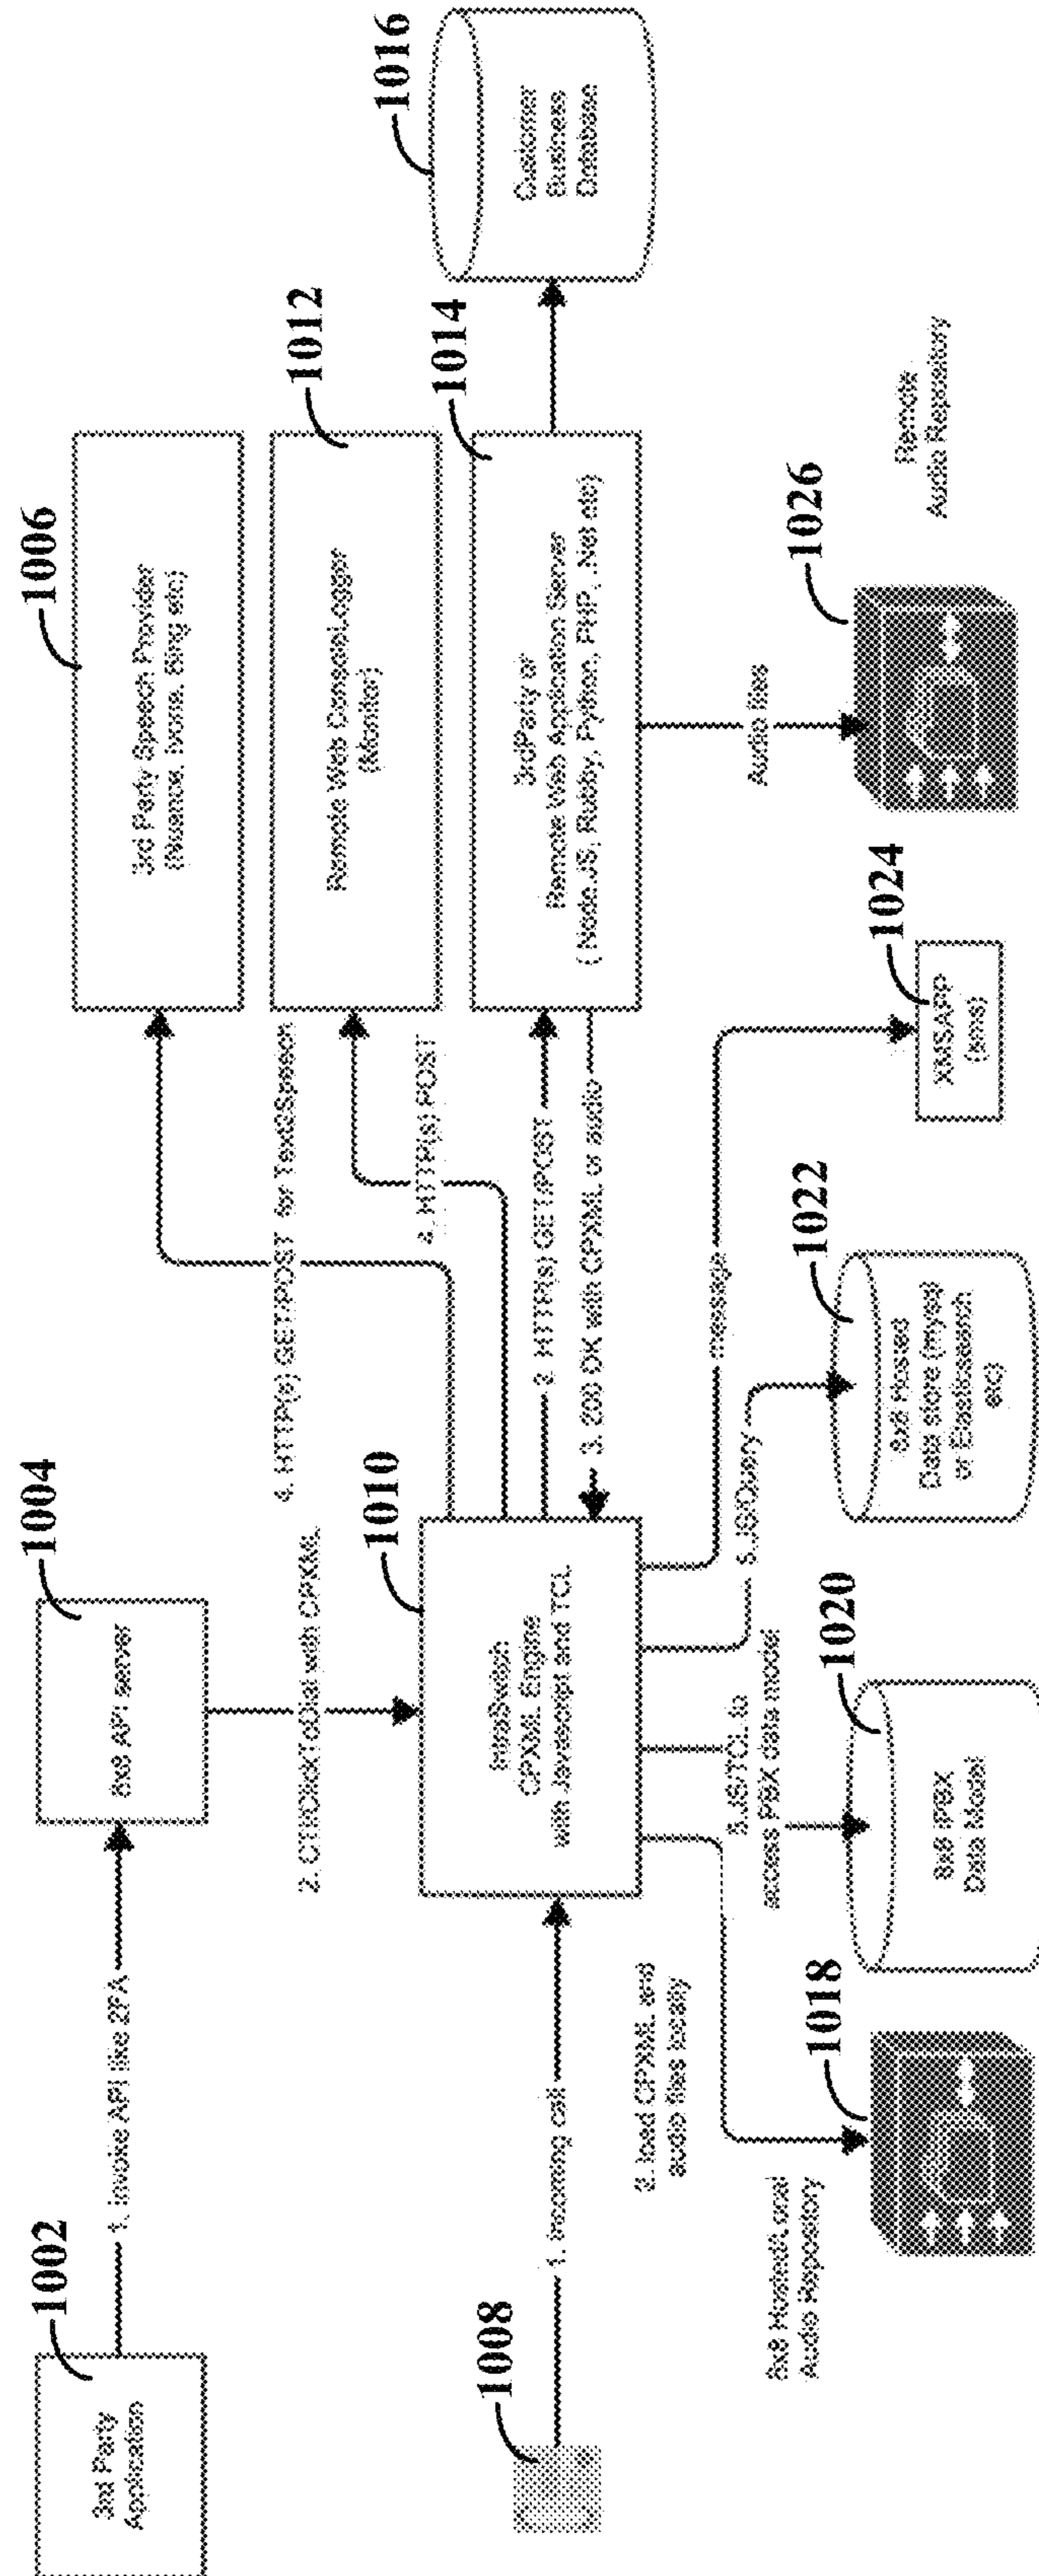 1002
3rd Party
Application
1. Invoke API like 2FA
1004
8x8 API server
2. CTI/ClickToDial with CPXML
1006
3rd Party Speech Provider
(Nuance, Ivona, Bing etc)
4. HTTP(s) GET/POST for Text2Speech
1012
Remote Web ConsoleLogger
(Monitor)
HTTP(s) POST
1008
1. Incoming call
1010
CPXML Engine
with Javascript and TCL
2. HTTP(s) GET/POST
3. 200 OK with CPXML or audio
1014
3rdParty or
Remote Web Application Server
( Node.JS, Ruby, Python, PHP, .Net etc)
1016
Customer
Business
Database
2. load CPXML and
audio files locally
8x8 Hosted/Local
Audio Repository
1018
5.JS/TCL to
access PBX data model
1020
8x8 IPBX
Data Model
5.JS/Query
1022
8x8 Hosted
Data store (mysql
or Elasticsearch
etc)
message
1024
XMSAPP
(sms)
Audio files
1026
Remote
Audio Repository